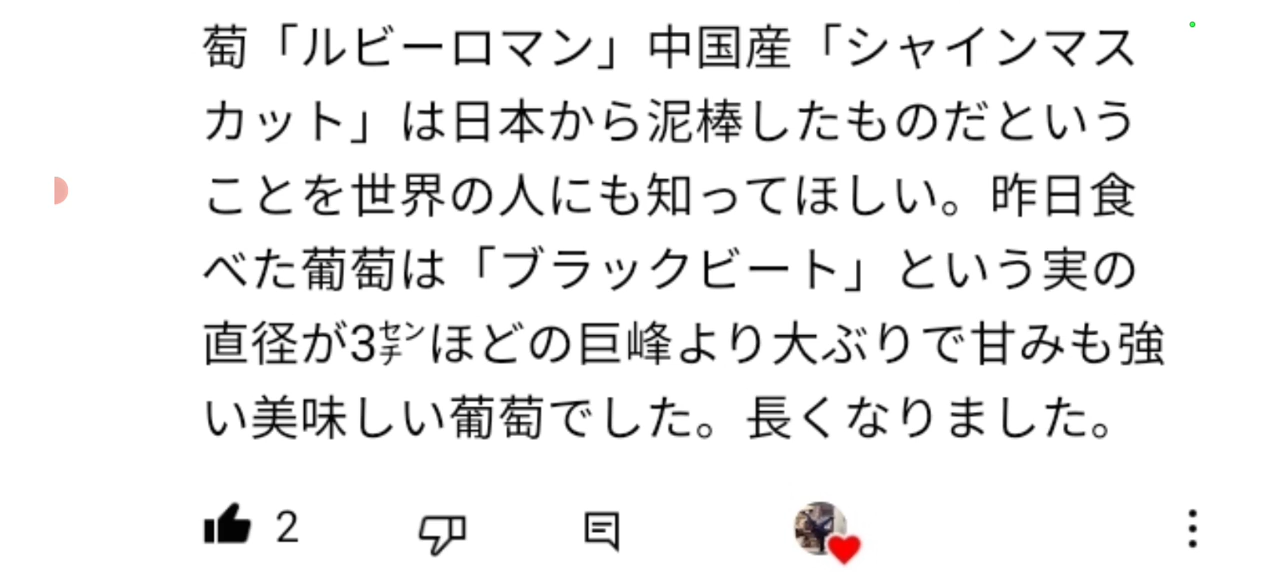 萄「ルビーロマン」中国産「シャインマス
カット」は日本から泥棒したものだという
ことを世界の人にも知ってほしい。昨日食
べた葡萄は「ブラックビート」という実の
直径が3㌢ほどの巨峰より大ぶりで甘みも強
い美味しい葡萄でした。長くなりました。
2